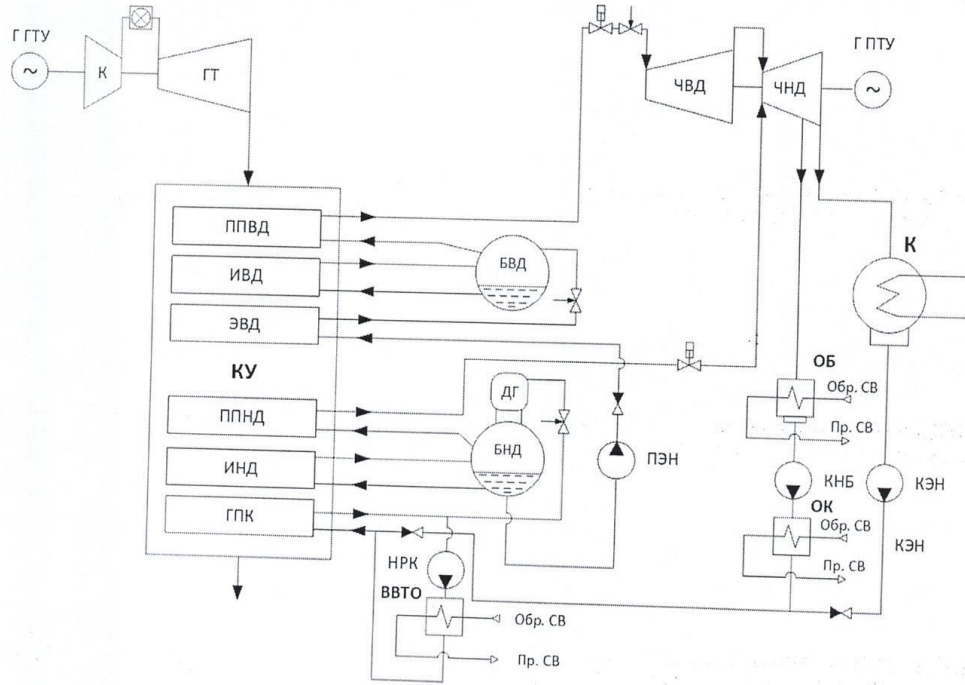 Г ГТУ
~
К
ГТ
ЧВД
ЧНД
Г ПТУ
~
ППВД
БВД
ИВД
ЭВД
К
КУ
ОБ
Обр. СВ
ДГ
ППНД
Пр. СВ
БНД
ПЭН
ИНД
КНБ
КЭН
ГПК
ОК
Обр. СВ
КЭН
НРК
Пр. СВ
ВВТО
Обр. СВ
Пр. СВ